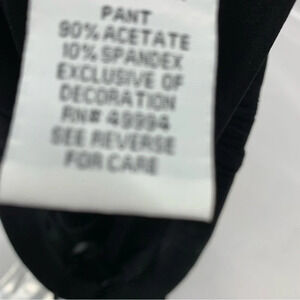 PANT
90% ACETATE
10% SPANDEX
EXCLUSIVE OF
DECORATION
RN# 49994
SEE REVERSE
FOR CARE